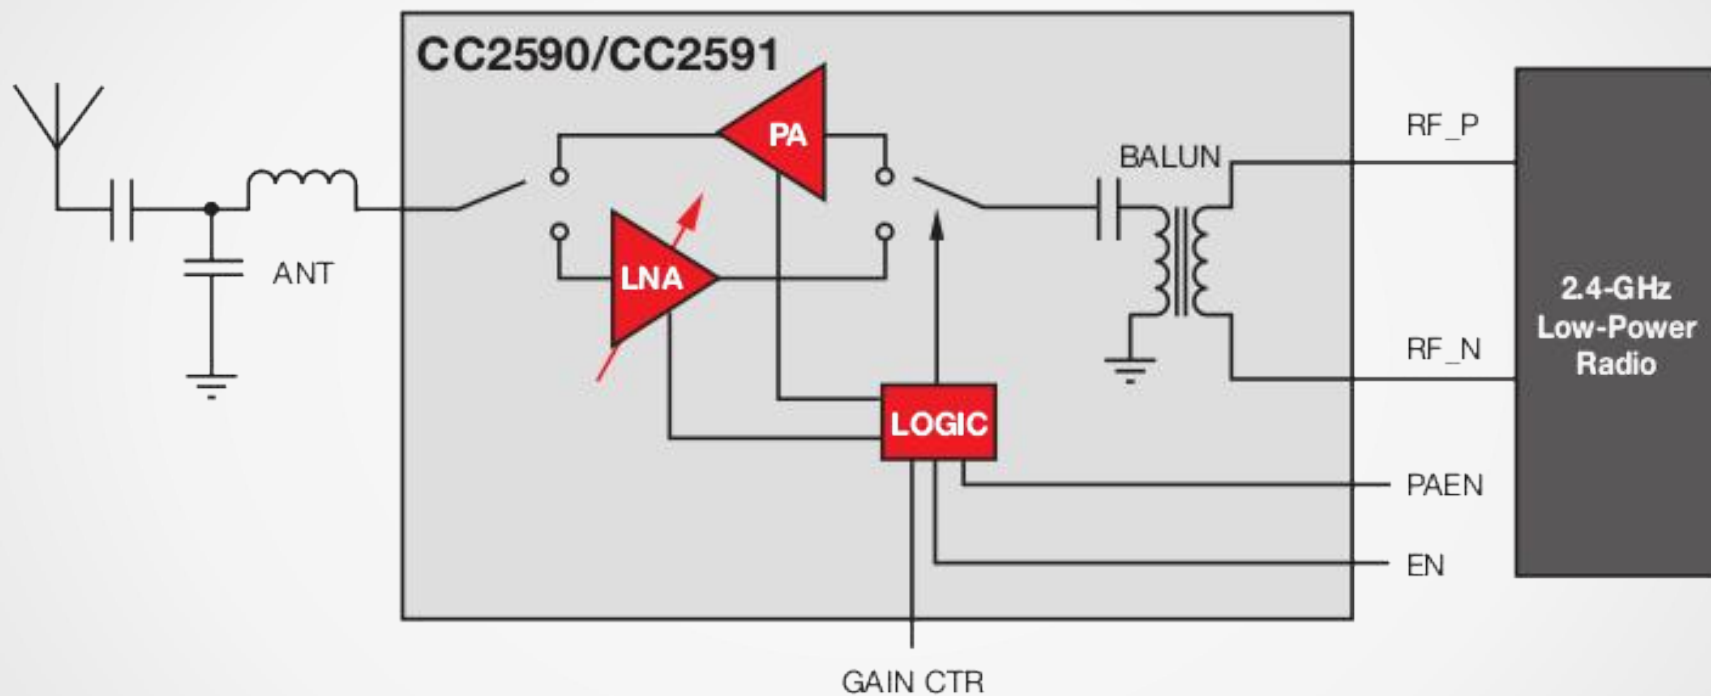 CC2590/CC2591
PA
BALUN
RF_P
LNA
ANT
2.4-GHz
Low-Power
Radio
RF_N
LOGIC
PAEN
EN
GAIN CTR